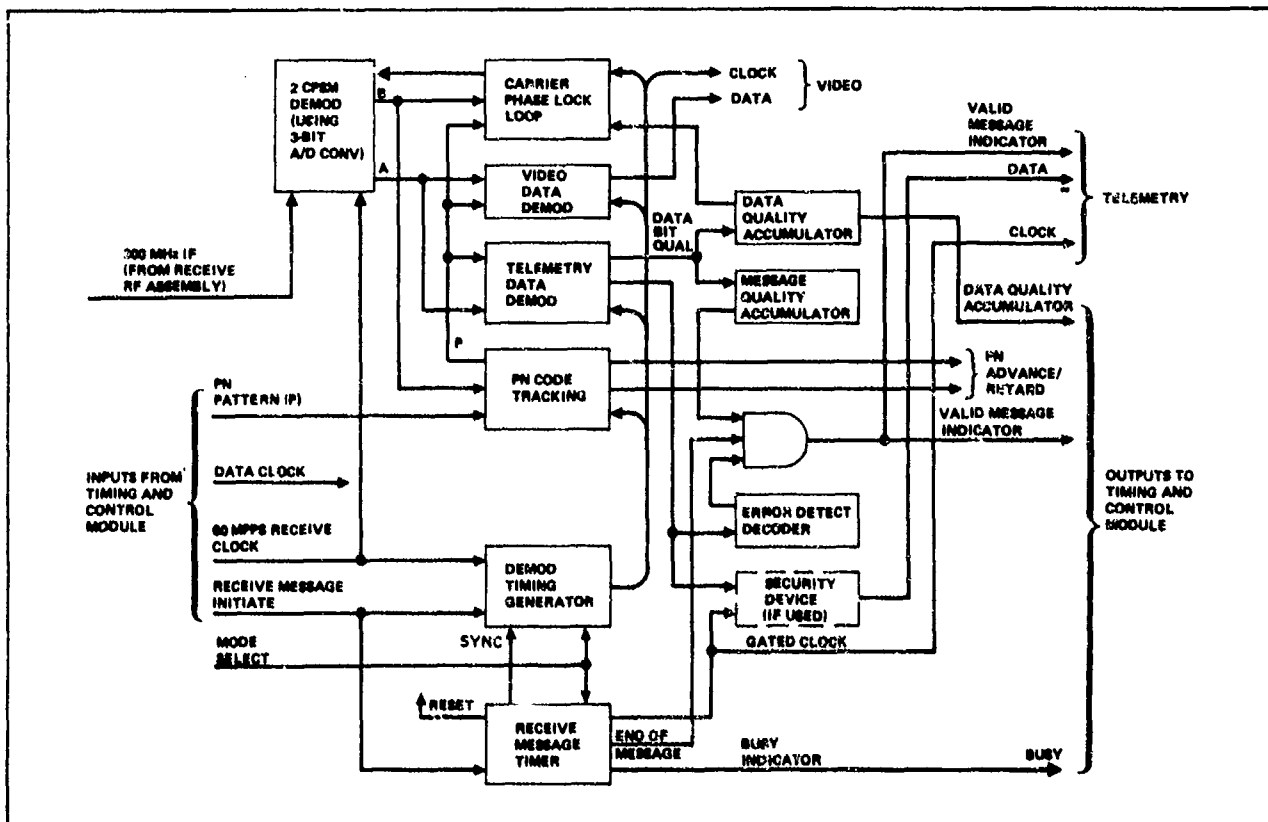 2 CPSM
DEMOD
(USING
3-BIT
A/D CONV)
B
A
CARRIER
PHASE LOCK
LOOP
CLOCK
DATA
VIDEO
VIDEO
DATA
DEMOD
VALID
MESSAGE
INDICATOR
DATA
TELEMETRY
CLOCK
DATA
BIT
QUAL
DATA
QUALITY
ACCUMULATOR
300 MHz IF
(FROM RECEIVE
RF ASSEMBLY)
TELEMETRY
DATA
DEMOD
MESSAGE
QUALITY
ACCUMULATOR
DATA QUALITY
ACCUMULATOR
P
PN CODE
TRACKING
PN
ADVANCE/
RETARD
PN
PATTERN (P)
VALID MESSAGE
INDICATOR
INPUTS FROM
TIMING AND
CONTROL
MODULE
DATA CLOCK
60 MPPS RECEIVE
CLOCK
RECEIVE MESSAGE
INITIATE
MODE
SELECT
DEMOD
TIMING
GENERATOR
ERROR DETECT
DECODER
SECURITY
DEVICE
(IF USED)
OUTPUTS TO
TIMING AND
CONTROL
MODULE
SYNC
GATED CLOCK
RESET
RECEIVE
MESSAGE
TIMER
END OF
MESSAGE
BUSY
INDICATOR
BUSY